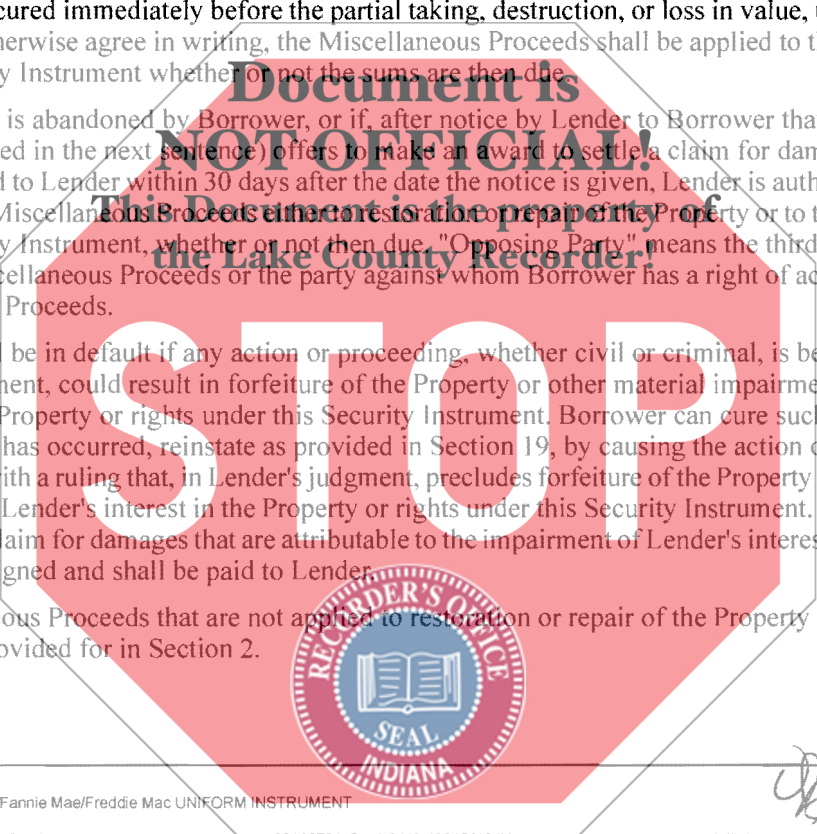 cured immediately before the partial taking, destruction, or loss in value,
herwise agree in writing, the Miscellaneous Proceeds shall be applied to t
y Instrument whether or not the sums are then due.
Document is
is abandoned by Borrower, or if, after notice by Lender to Borrower tha
NOT OFFICIAL!
ed in the next sentence) offers to make an award to settle a claim for dam
d to Lender within 30 days after the date the notice is given, Lender is auth
This Document is the property of
Miscellaneous Proceeds either to restoration or repair of the Property or to t
y Instrument, whether or not then due. "Opposing Party" means the third
the Lake County Recorder!
cellaneous Proceeds or the party against whom Borrower has a right of ac
Proceeds.
l be in default if any action or proceeding, whether civil or criminal, is be
nent, could result in forfeiture of the Property or other material impairme
Property or rights under this Security Instrument. Borrower can cure suc
has occurred, reinstate as provided in Section 19, by causing the action o
ith a ruling that, in Lender's judgment, precludes forfeiture of the Property
Lender's interest in the Property or rights under this Security Instrument.
STOP
laim for damages that are attributable to the impairment of Lender's interes
gned and shall be paid to Lender.
ous Proceeds that are not applied to restoration or repair of the Property
ovided for in Section 2.
RECORDER'S OFFICE
SEAL
INDIANA
Fannie Mae/Freddie Mac UNIFORM INSTRUMENT